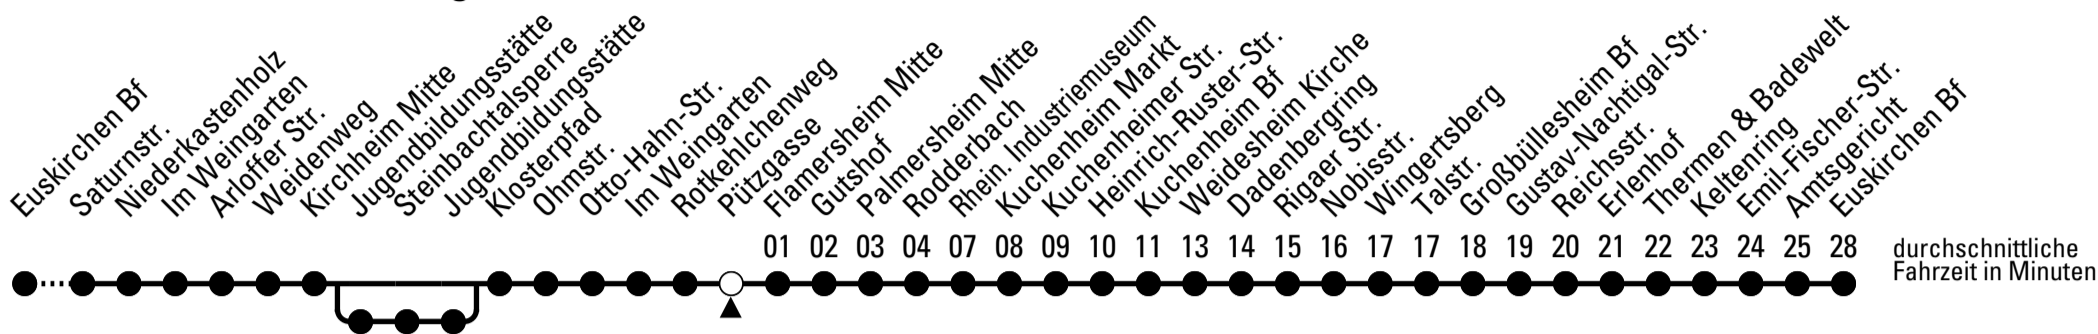 Euskirchen Bf
Saturnstr.
Niederkastenholz
Im Weingarten
Arloffer Str.
Weidenweg
Kirchheim Mitte
Jugendbildungsstätte
Steinbachtalsperre
Jugendbildungsstätte
Klosterpfad
Ohmstr.
Otto-Hahn-Str.
Im Weingarten
Rotkehlchenweg
Pützgasse
Flamersheim Mitte
Gutshof
Palmersheim Mitte
Rodderbach
Rhein. Industriemuseum
Kuchenheim Markt
Kuchenheimer Str.
Heinrich-Ruster-Str.
Kuchenheim Bf
Weidesheim Kirche
Dadenbergring
Rigaer Str.
Nobisstr.
Wingertsberg
Talstr.
Großbüllesheim Bf
Gustav-Nachtigal-Str.
Reichsstr.
Erlenhof
Thermen & Badewelt
Keltenring
Emil-Fischer-Str.
Amtsgericht
Euskirchen Bf
01 02 03 04 07 08 09 10 11 13 14 15 16 17 17 18 19 20 21 22 23 24 25 28
durchschnittliche
Fahrzeit in Minuten